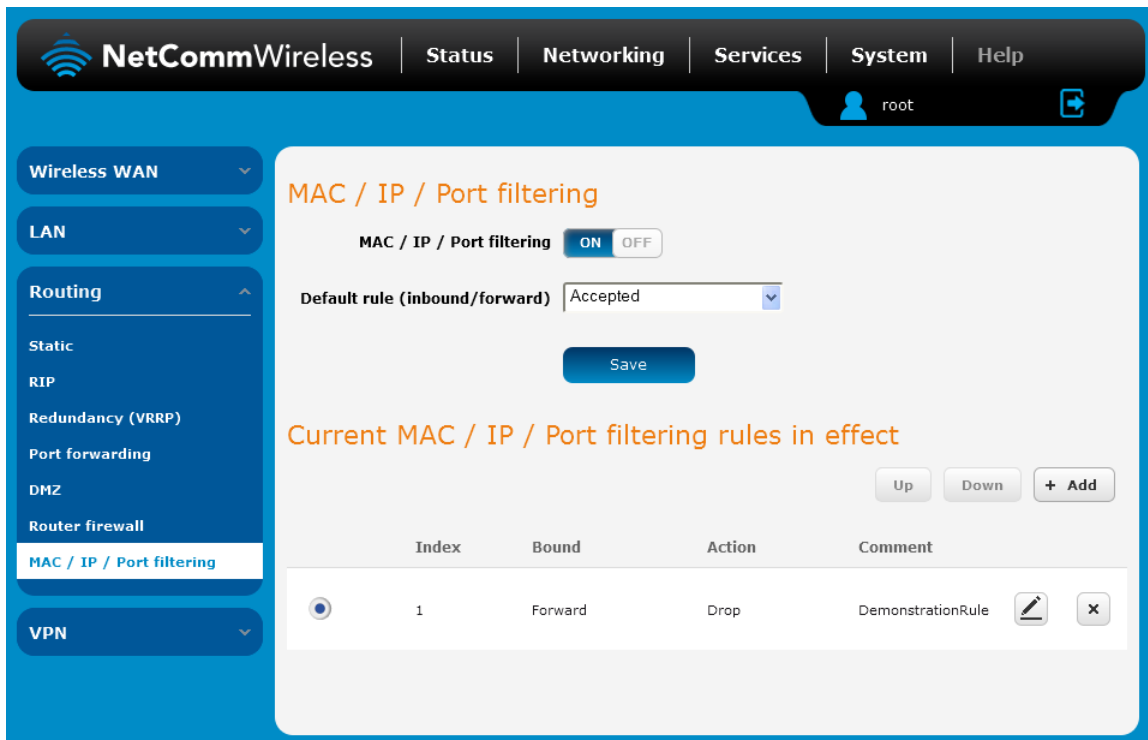 NetCommWireless Status Networking Services System Help
root
Wireless WAN
LAN
Routing
Static
RIP
Redundancy (VRRP)
Port forwarding
DMZ
Router firewall
MAC / IP / Port filtering
VPN
MAC / IP / Port filtering
MAC / IP / Port filtering ON OFF
Default rule (inbound/forward) Accepted
Save
Current MAC / IP / Port filtering rules in effect
Up Down + Add
Index Bound Action Comment
1 Forward Drop DemonstrationRule